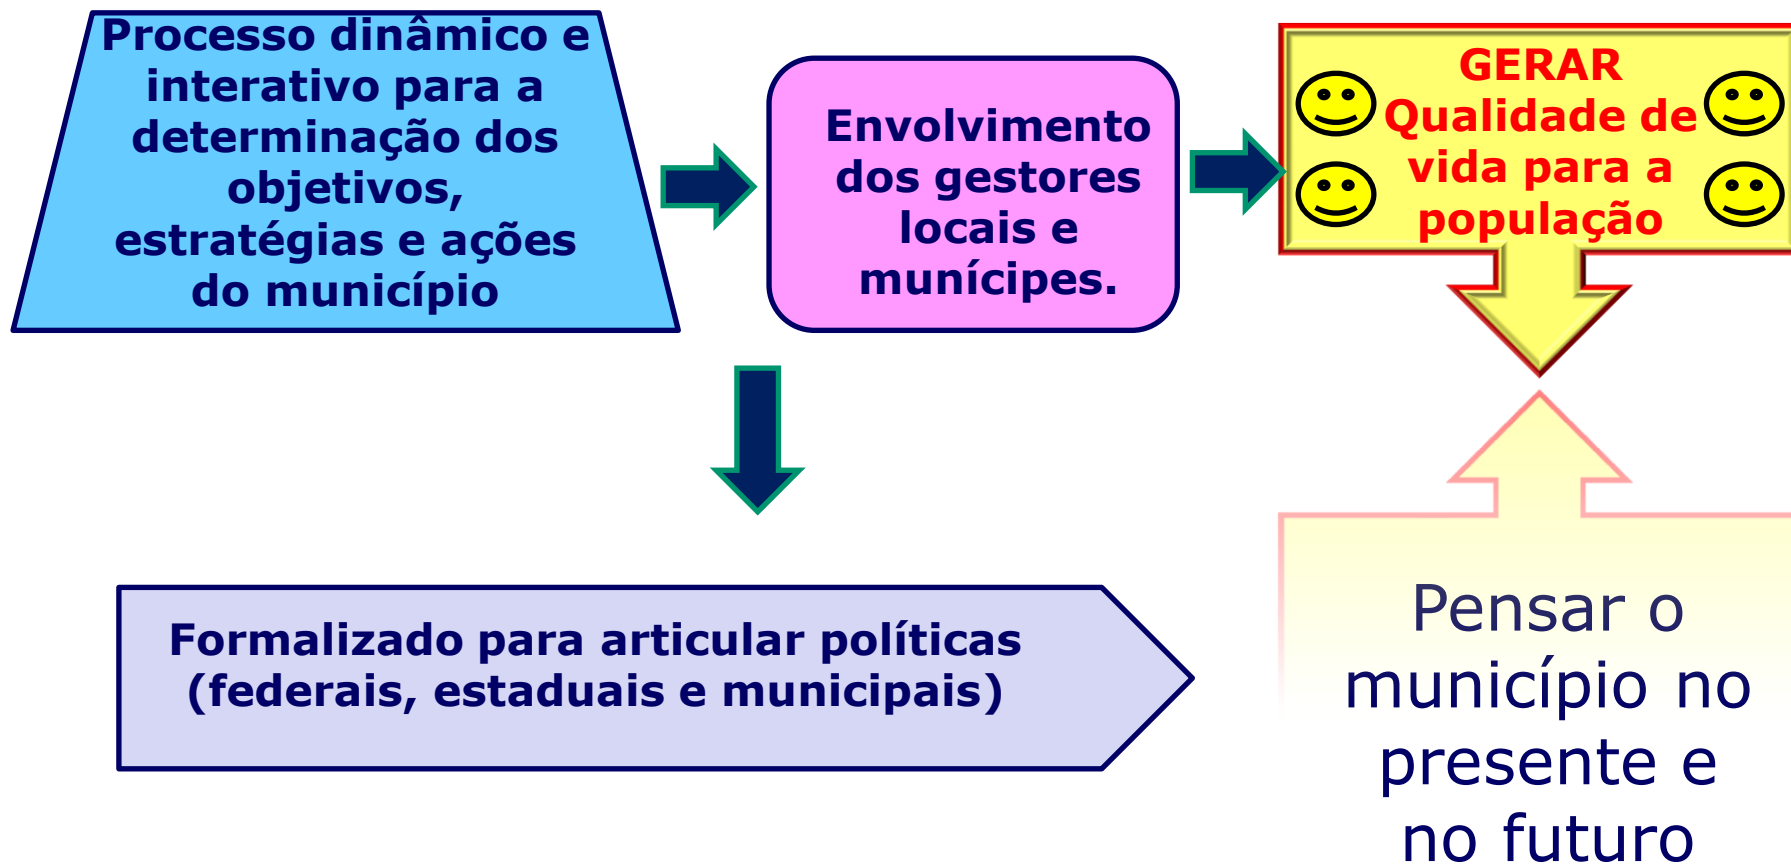 Processo dinâmico e
interativo para a
determinação dos
objetivos,
estratégias e ações
do município
Envolvimento
dos gestores
locais e
munícipes.
GERAR
Qualidade de
vida para a
população
Formalizado para articular políticas
(federais, estaduais e municipais)
Pensar o
município no
presente e
no futuro